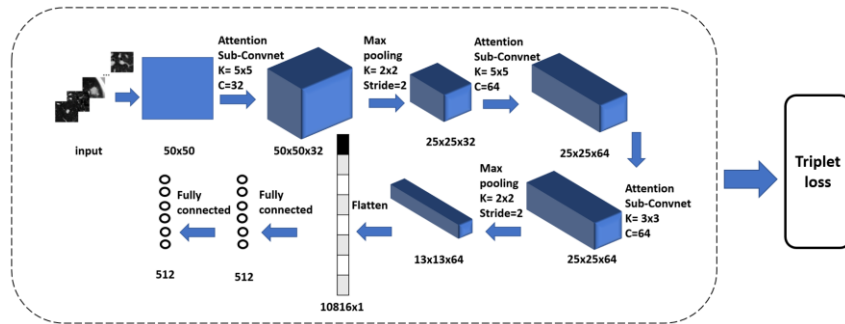 input
50x50
Attention
Sub-Convnet
K= 5x5
C=32
50x50x32
Max
pooling
K= 2x2
Stride=2
25x25x32
Attention
Sub-Convnet
K= 5x5
C=64
25x25x64
Attention
Sub-Convnet
K= 3x3
C=64
25x25x64
Max
pooling
K= 2x2
Stride=2
13x13x64
Flatten
10816x1
Fully
connected
512
Fully
connected
512
Triplet
loss